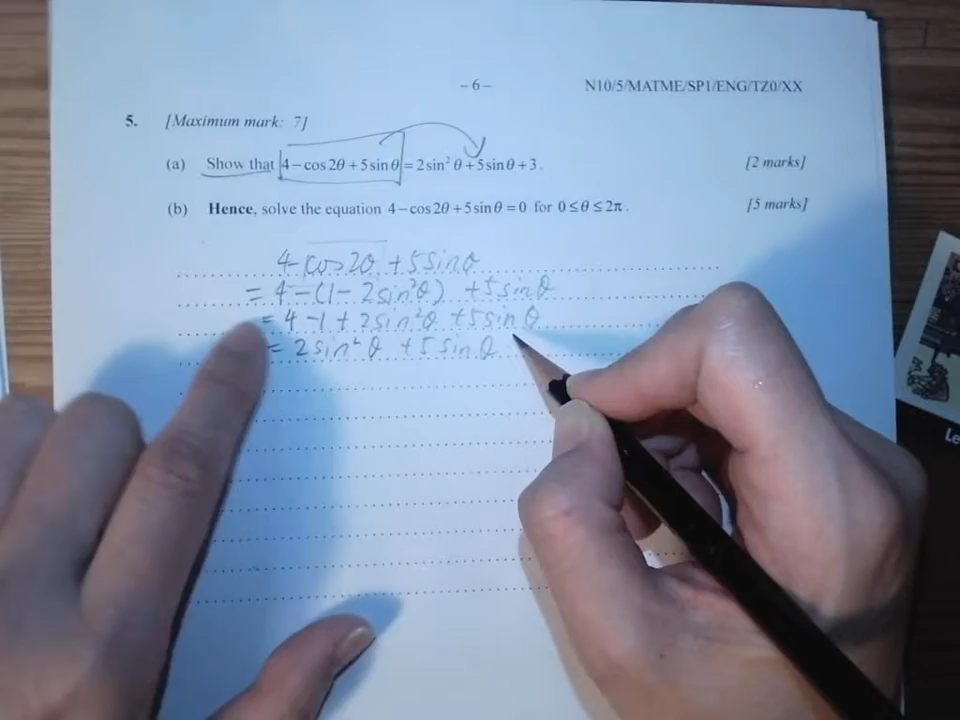 – 6 –
N10/5/MATME/SP1/ENG/TZ0/XX
5. [Maximum mark: 7]
(a) Show that 4 − cos 2θ + 5 sin θ = 2 sin² θ + 5 sin θ + 3 . [2 marks]
(b) Hence, solve the equation 4 − cos 2θ + 5 sin θ = 0 for 0 ≤ θ ≤ 2π . [5 marks]
4 - cos 2θ + 5 sin θ
= 4 - (1 - 2 sin²θ) + 5 sin θ
= 4 - 1 + 2 sin²θ + 5 sin θ
= 2 sin² θ + 5 sin θ
Le